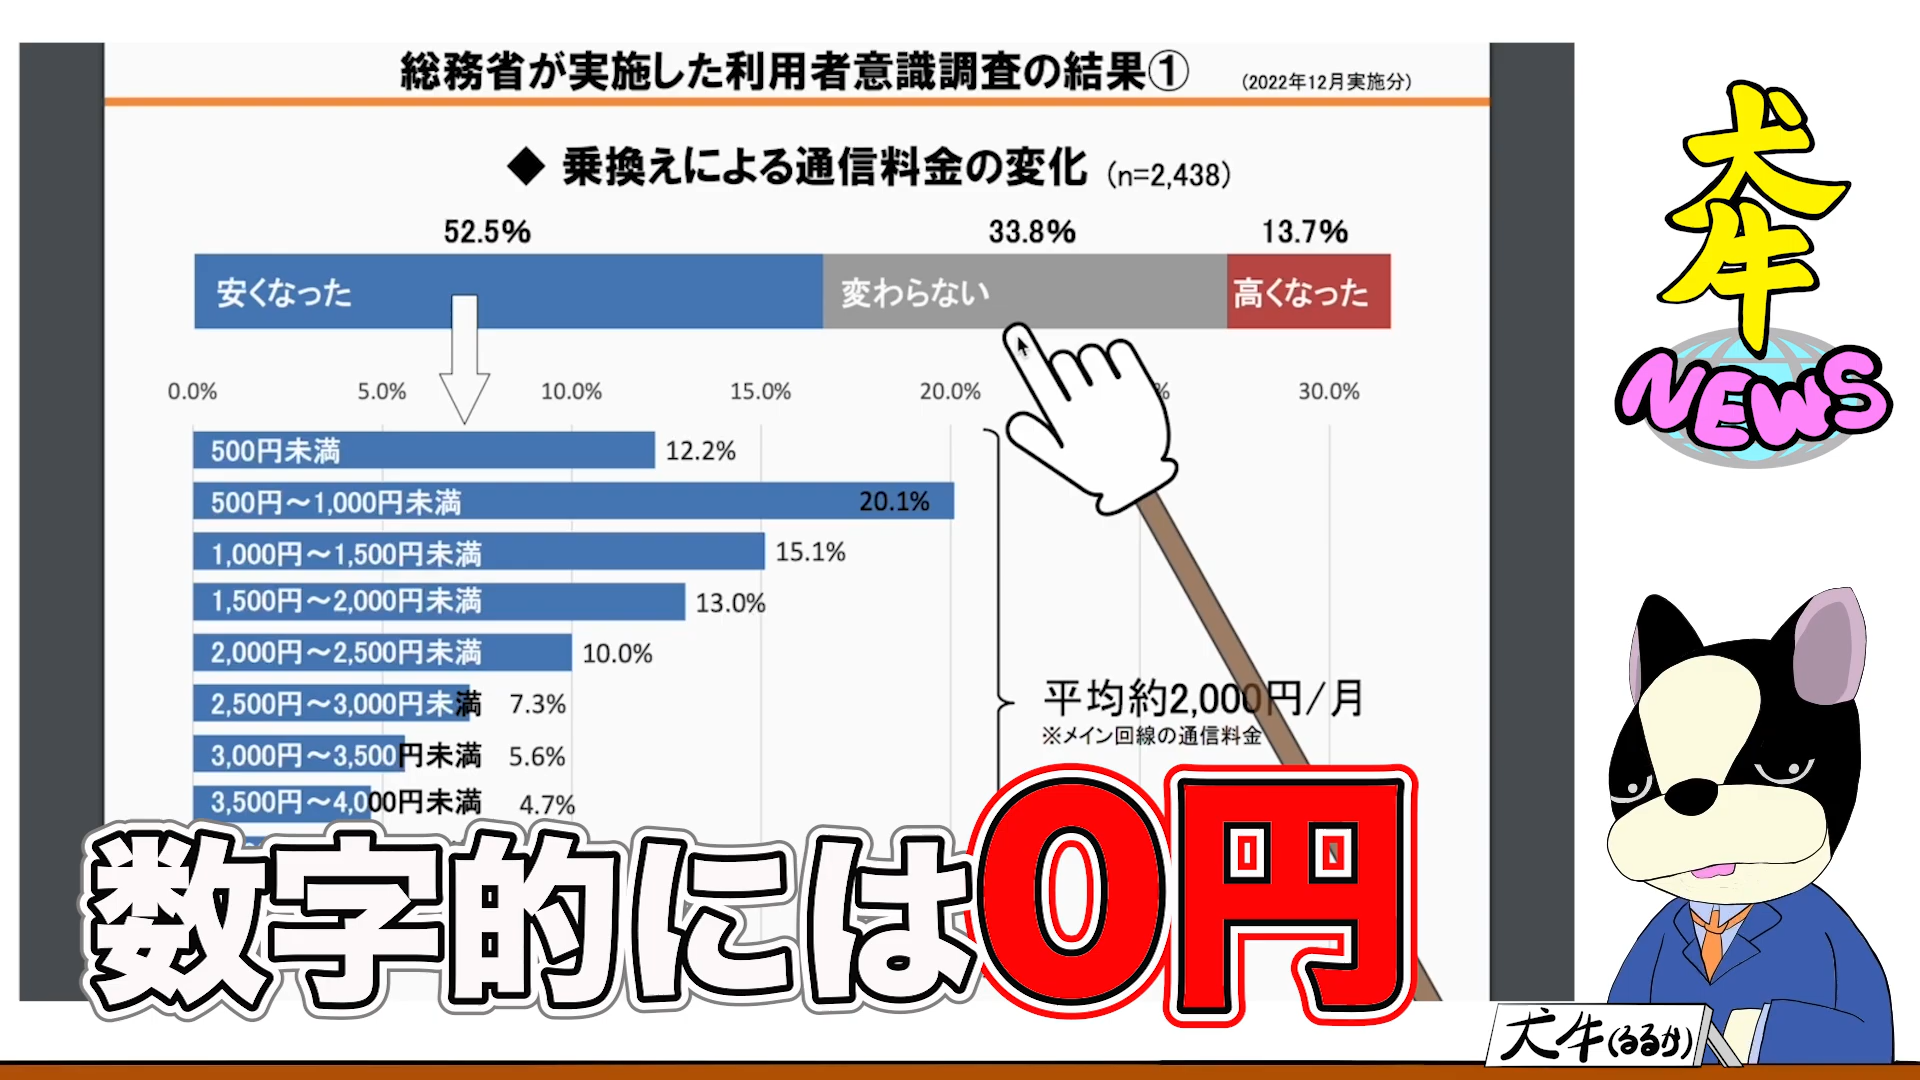 総務省が実施した利用者意識調査の結果① （2022年12月実施分）
◆ 乗換えによる通信料金の変化 （n=2,438）
52.5% 33.8% 13.7%
安くなった 変わらない 高くなった
0.0% 5.0% 10.0% 15.0% 20.0% % 30.0%
500円未満 12.2%
500円～1,000円未満 20.1%
1,000円～1,500円未満 15.1%
1,500円～2,000円未満 13.0%
2,000円～2,500円未満 10.0%
2,500円～3,000円未満 7.3%
3,000円～3,500円未満 5.6%
3,500円～4,000円未満 4.7%
平均約2,000円/月
※メイン回線の通信料金
数字的には0円
犬牛
NEWS
犬牛(るるか)